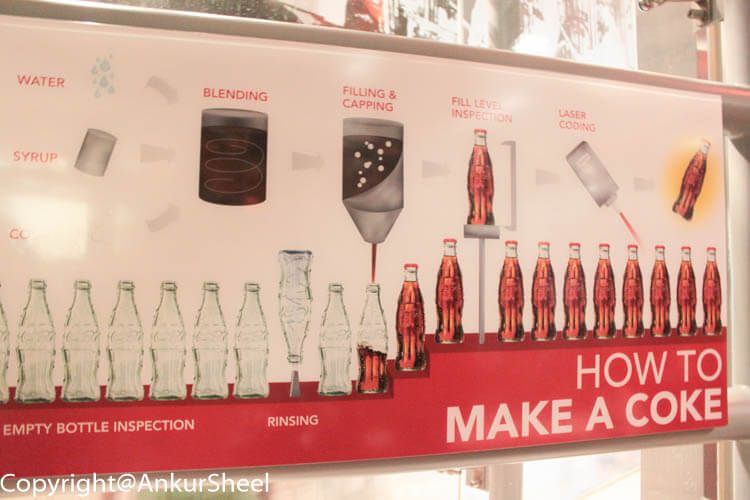 WATER
SYRUP
BLENDING
FILLING &
CAPPING
FILL LEVEL
INSPECTION
LASER
CODING
EMPTY BOTTLE INSPECTION
RINSING
HOW TO
MAKE A COKE
Copyright@AnkurSheel